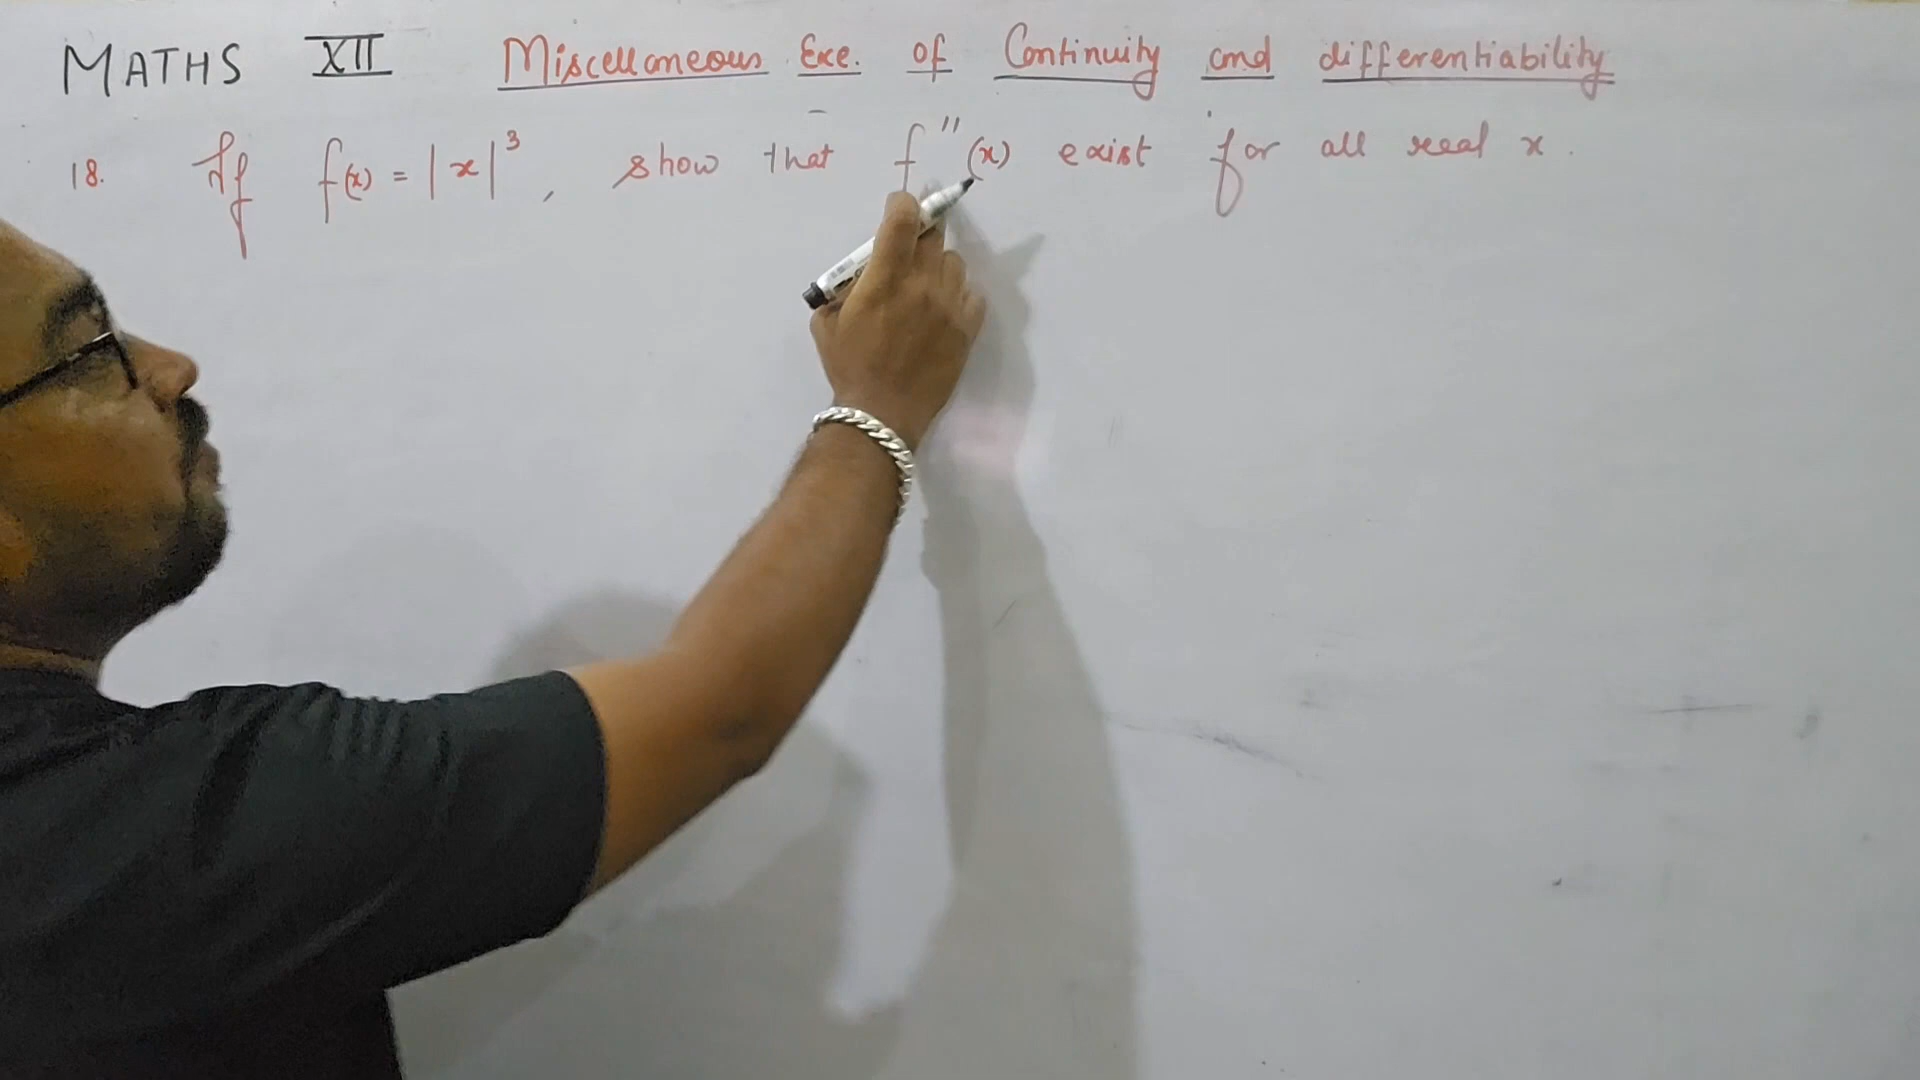 MATHS XII Miscellaneous Exe. of Continuity and differentiability
18. If f(x) = |x|³, show that f''(x) exist for all real x.